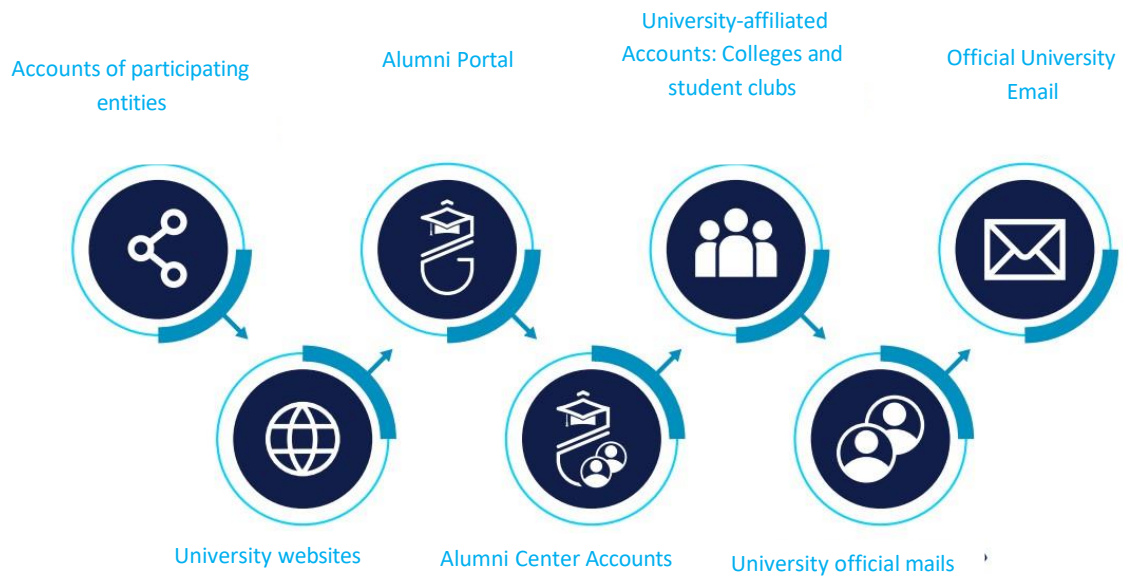 Accounts of participating
entities
Alumni Portal
University-affiliated
Accounts: Colleges and
student clubs
Official University
Email
University websites
Alumni Center Accounts
University official mails